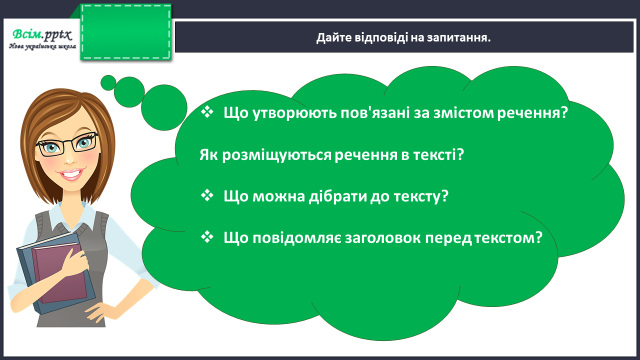 Всім.pptx
Нова українська школа
Дайте відповіді на запитання.
❖ Що утворюють пов'язані за змістом речення?
Як розміщуються речення в тексті?
❖ Що можна дібрати до тексту?
❖ Що повідомляє заголовок перед текстом?